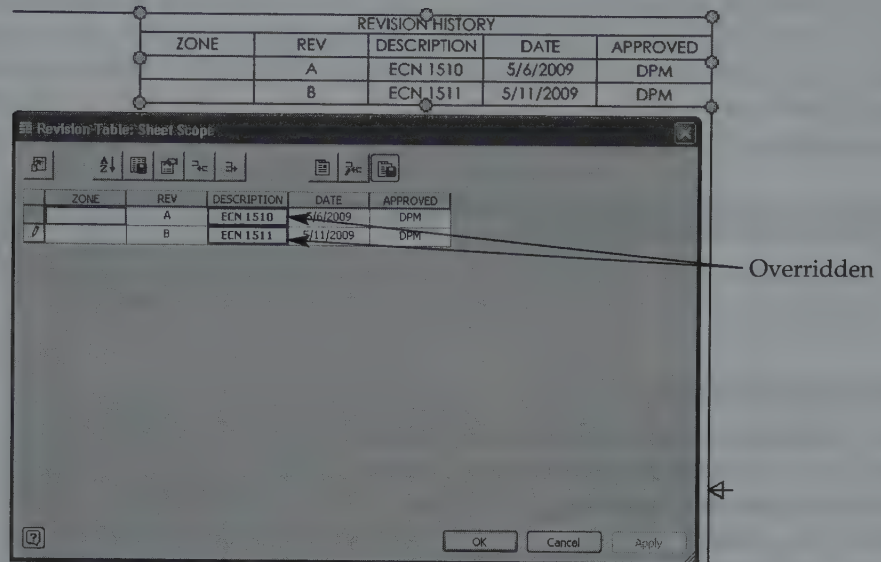 REVISION HISTORY
ZONE REV DESCRIPTION DATE APPROVED
A ECN 1510 5/6/2009 DPM
B ECN 1511 5/11/2009 DPM
Revision Table: Sheet Scope
ZONE REV DESCRIPTION DATE APPROVED
A ECN 1510 5/6/2009 DPM
B ECN 1511 5/11/2009 DPM
Overridden
OK Cancel Apply